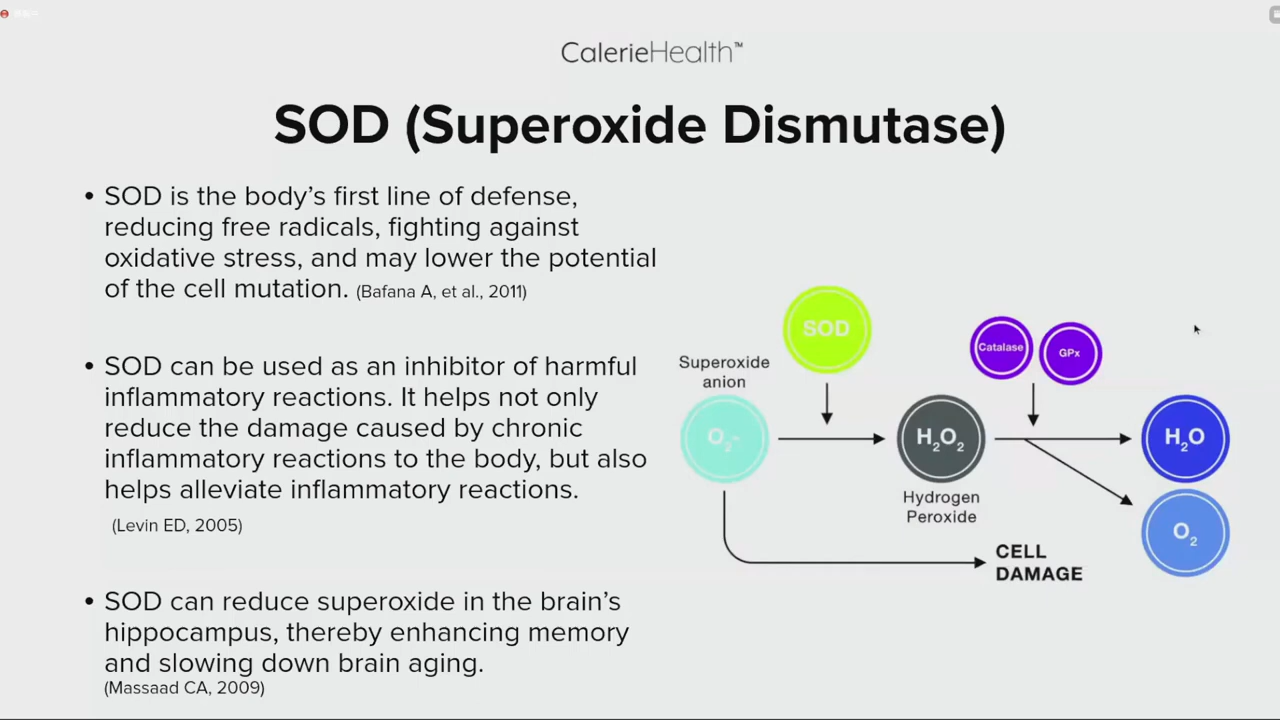 CalerieHealth™
SOD (Superoxide Dismutase)
• SOD is the body's first line of defense,
reducing free radicals, fighting against
oxidative stress, and may lower the potential
of the cell mutation. (Bafana A, et al., 2011)
• SOD can be used as an inhibitor of harmful
inflammatory reactions. It helps not only
reduce the damage caused by chronic
inflammatory reactions to the body, but also
helps alleviate inflammatory reactions.
(Levin ED, 2005)
• SOD can reduce superoxide in the brain's
hippocampus, thereby enhancing memory
and slowing down brain aging.
(Massaad CA, 2009)
SOD
Catalase
GPx
Superoxide
anion
O₂⁻
H₂O₂
H₂O
Hydrogen
Peroxide
O₂
CELL
DAMAGE